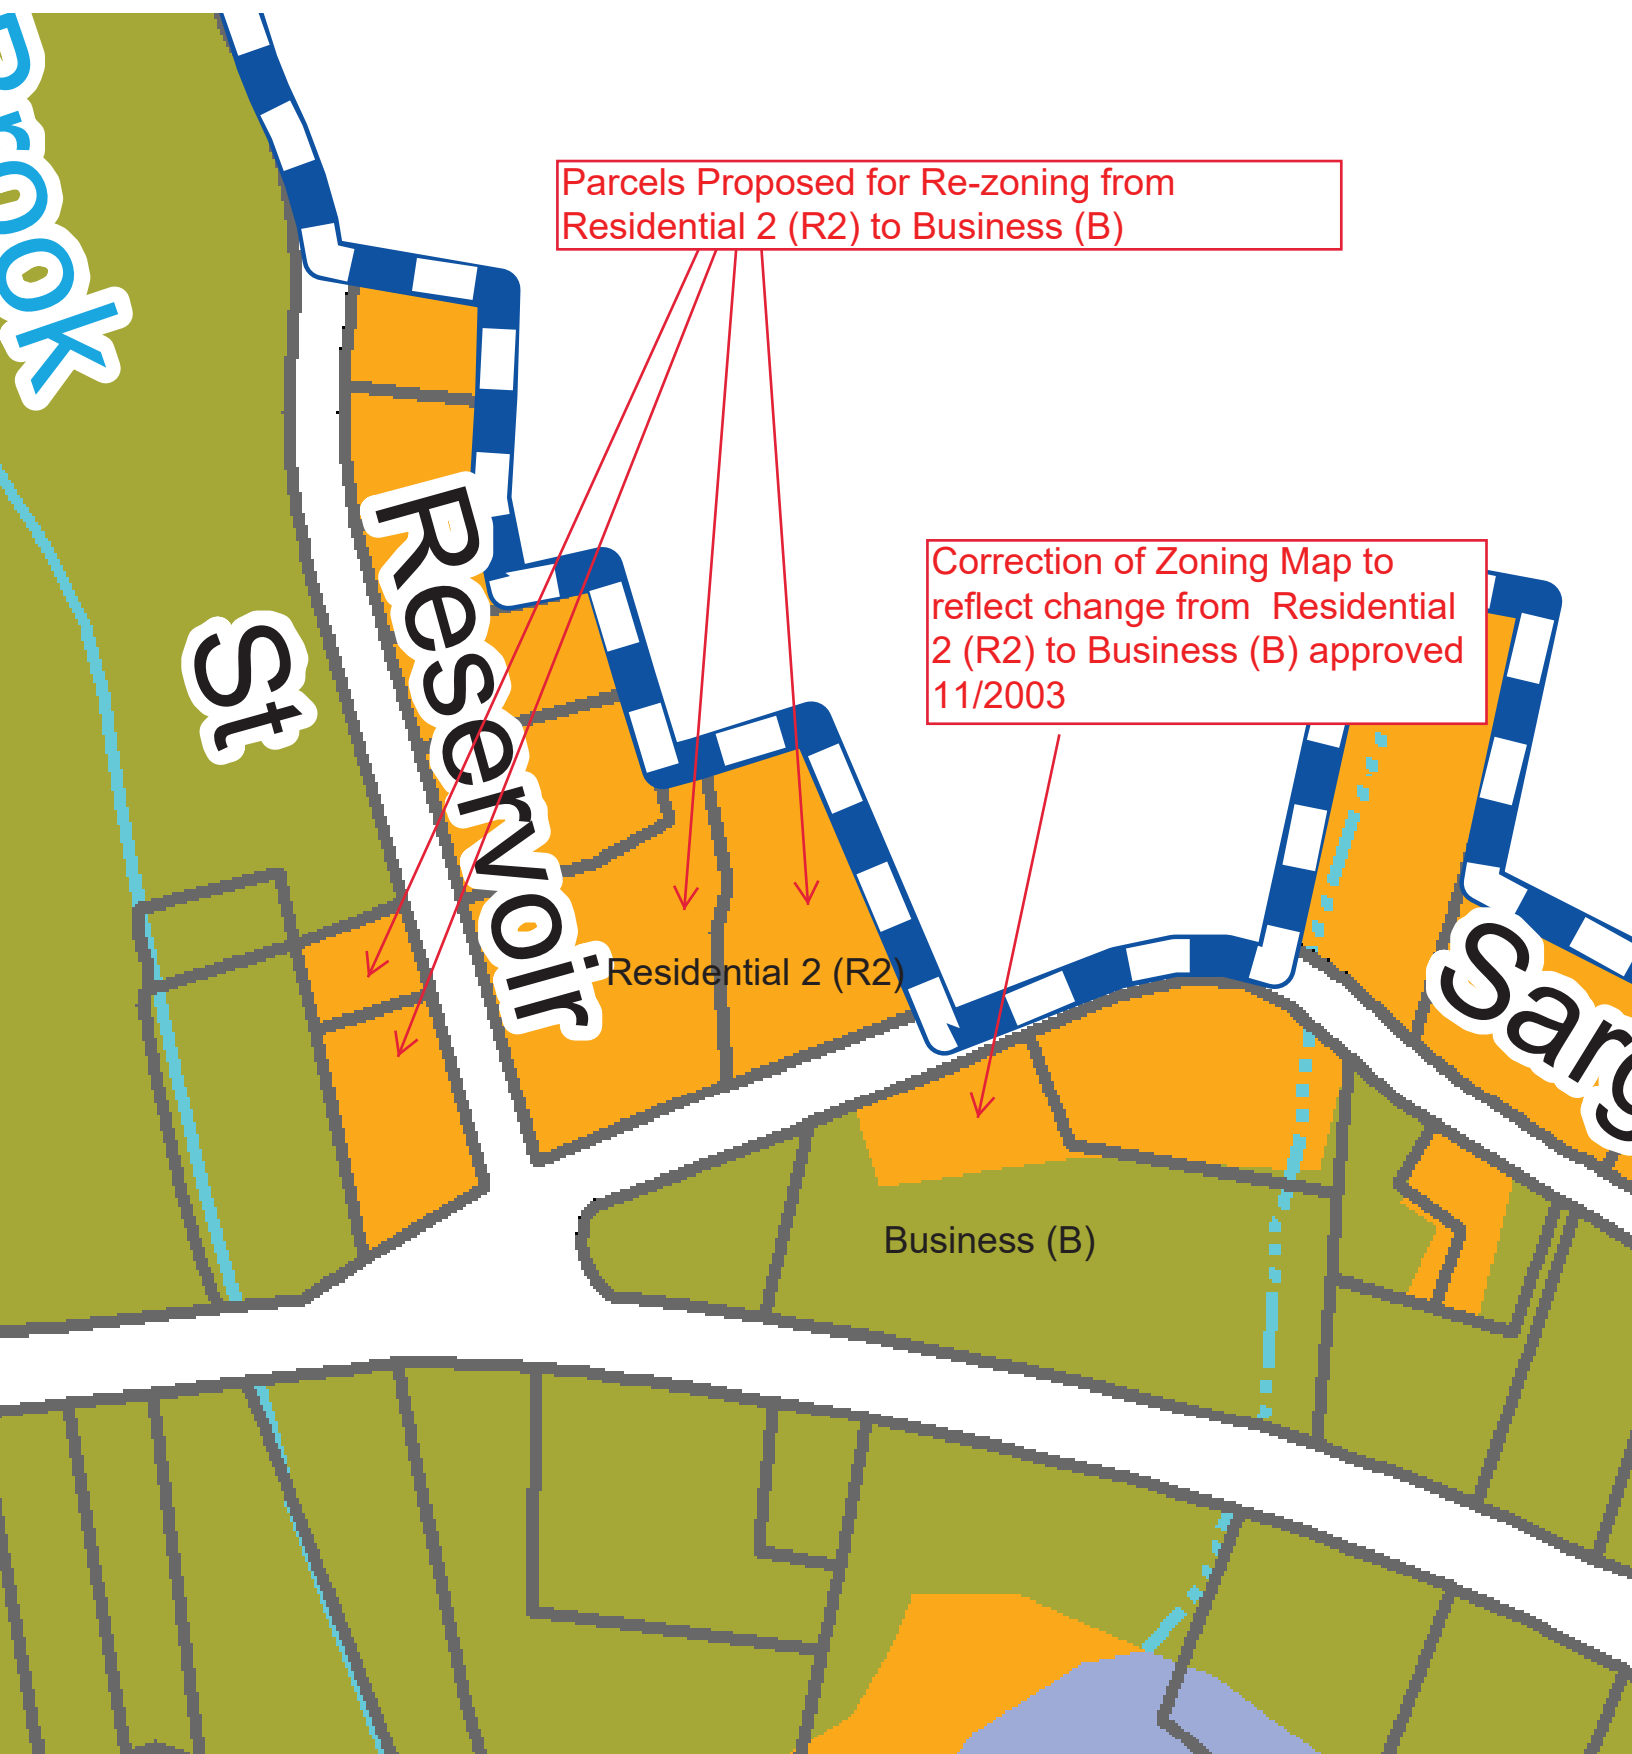 Parcels Proposed for Re-zoning from
Residential 2 (R2) to Business (B)
Correction of Zoning Map to
reflect change from  Residential
2 (R2) to Business (B) approved
11/2003
Reservoir
St
Residential 2 (R2)
Business (B)